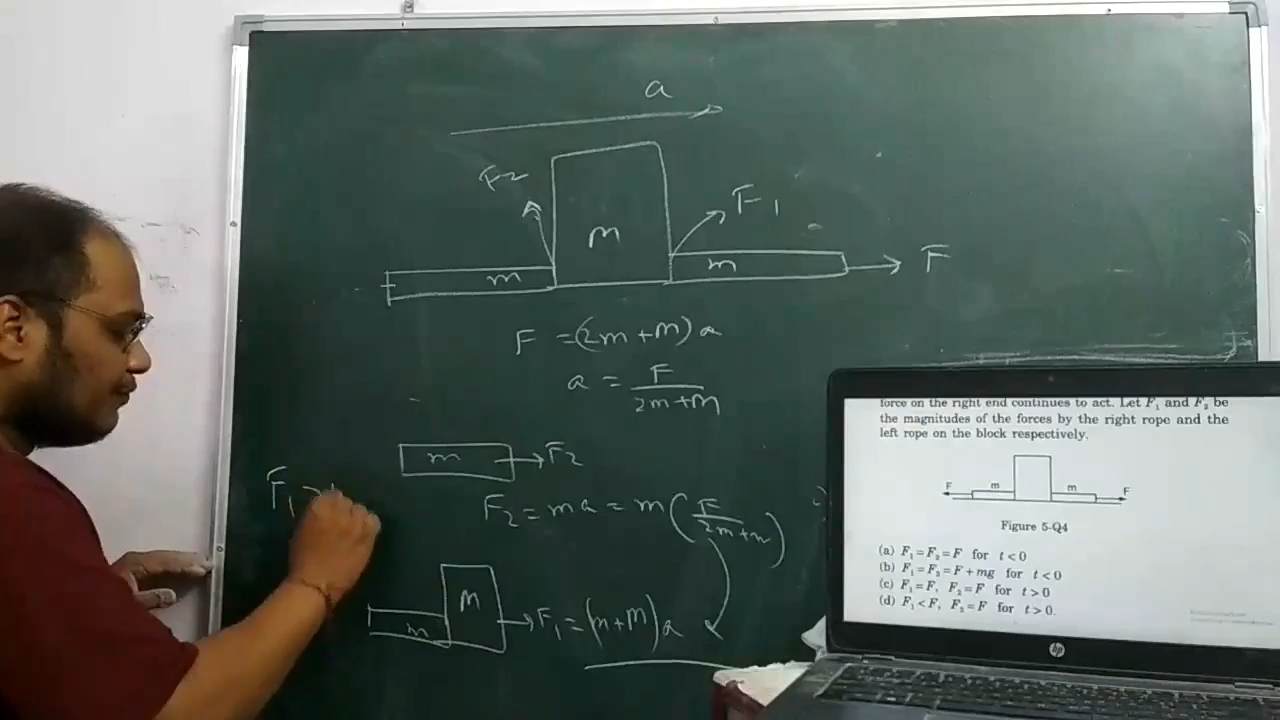 a
F2
F1
M
m
m
F
F = (2m+M) a
a = F / 2m+M
m F2
F2 = ma = m ( F / 2m+M )
F1 >
M
m
F1 = (m+M) a
force on the right end continues to act. Let F₁ and F₂ be
the magnitudes of the forces by the right rope and the
left rope on the block respectively.
F m m F
Figure 5-Q4
(a) F₁ = F₂ = F for t < 0
(b) F₁ = F₂ = F + mg for t < 0
(c) F₁ = F, F₂ = F for t > 0
(d) F₁ < F, F₂ = F for t > 0.
hp